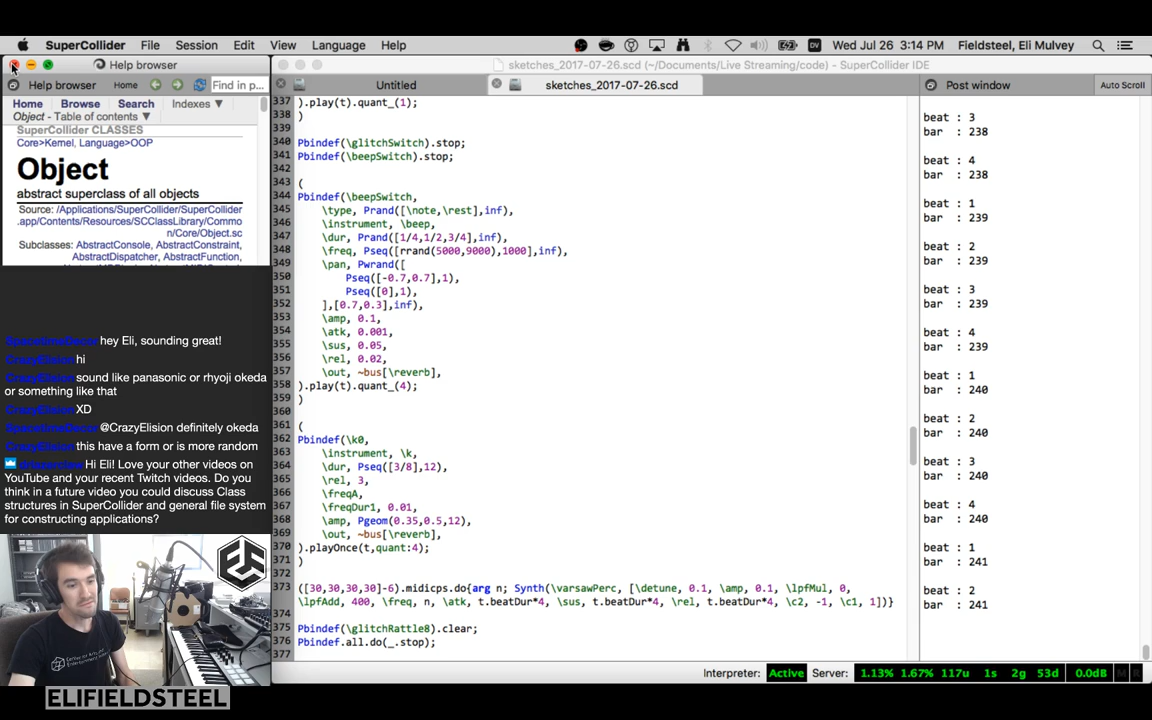 SuperCollider File Session Edit View Language Help
Wed Jul 26 3:14 PM Fieldsteel, Eli Mulvey
Help browser
Help browser Home Find in p...
Home Browse Search Indexes ▼
Object - Table of contents ▼
SuperCollider CLASSES
Core>Kernel, Language>OOP
Object
abstract superclass of all objects
Source: /Applications/SuperCollider/SuperCollider
.app/Contents/Resources/SCClassLibrary/Commo
n/Core/Object.sc
Subclasses: AbstractConsole, AbstractConstraint,
AbstractDispatcher, AbstractFunction,
hey Eli, sounding great!
CrazyElision hi
CrazyElision sound like panasonic or rhyoji okeda
or something like that
CrazyElision XD
@CrazyElision definitely okeda
CrazyElision this have a form or is more random
Hi Eli! Love your other videos on
YouTube and your recent Twitch videos. Do you
think in a future video you could discuss Class
structures in SuperCollider and general file system
for constructing applications?
ELIFIELDSTEEL
sketches_2017-07-26.scd (~/Documents/Live Streaming/code) - SuperCollider IDE
Untitled sketches_2017-07-26.scd
337 ).play(t).quant_(1);
338 )
339
340 Pbindef(\glitchSwitch).stop;
341 Pbindef(\beepSwitch).stop;
342
343 (
344 Pbindef(\beepSwitch,
345 \type, Prand([\note,\rest],inf),
346 \instrument, \beep,
347 \dur, Prand([1/4,1/2,3/4],inf),
348 \freq, Pseq([rrand(5000,9000),1000],inf),
349 \pan, Pwrand([
350 Pseq([-0.7,0.7],1),
351 Pseq([0],1),
352 ],[0.7,0.3],inf),
353 \amp, 0.1,
354 \atk, 0.001,
355 \sus, 0.05,
356 \rel, 0.02,
357 \out, ~bus[\reverb],
358 ).play(t).quant_(4);
359 )
360
361 (
362 Pbindef(\k0,
363 \instrument, \k,
364 \dur, Pseq([3/8],12),
365 \rel, 3,
366 \freqA,
367 \freqDur1, 0.01,
368 \amp, Pgeom(0.35,0.5,12),
369 \out, ~bus[\reverb],
370 ).playOnce(t,quant:4);
371 )
372
373 ([30,30,30,30]-6).midicps.do{arg n; Synth(\varsawPerc, [\detune, 0.1, \amp, 0.1, \lpfMul, 0,
\lpfAdd, 400, \freq, n, \atk, t.beatDur*4, \sus, t.beatDur*4, \rel, t.beatDur*4, \c2, -1, \c1, 1])}
374
375 Pbindef(\glitchRattle8).clear;
376 Pbindef.all.do(_.stop);
377
Post window Auto Scroll
beat : 3
bar : 238
beat : 4
bar : 238
beat : 1
bar : 239
beat : 2
bar : 239
beat : 3
bar : 239
beat : 4
bar : 239
beat : 1
bar : 240
beat : 2
bar : 240
beat : 3
bar : 240
beat : 4
bar : 240
beat : 1
bar : 241
beat : 2
bar : 241
Interpreter: Active Server: 1.13% 1.67% 117u 1s 2g 53d 0.0dB M R